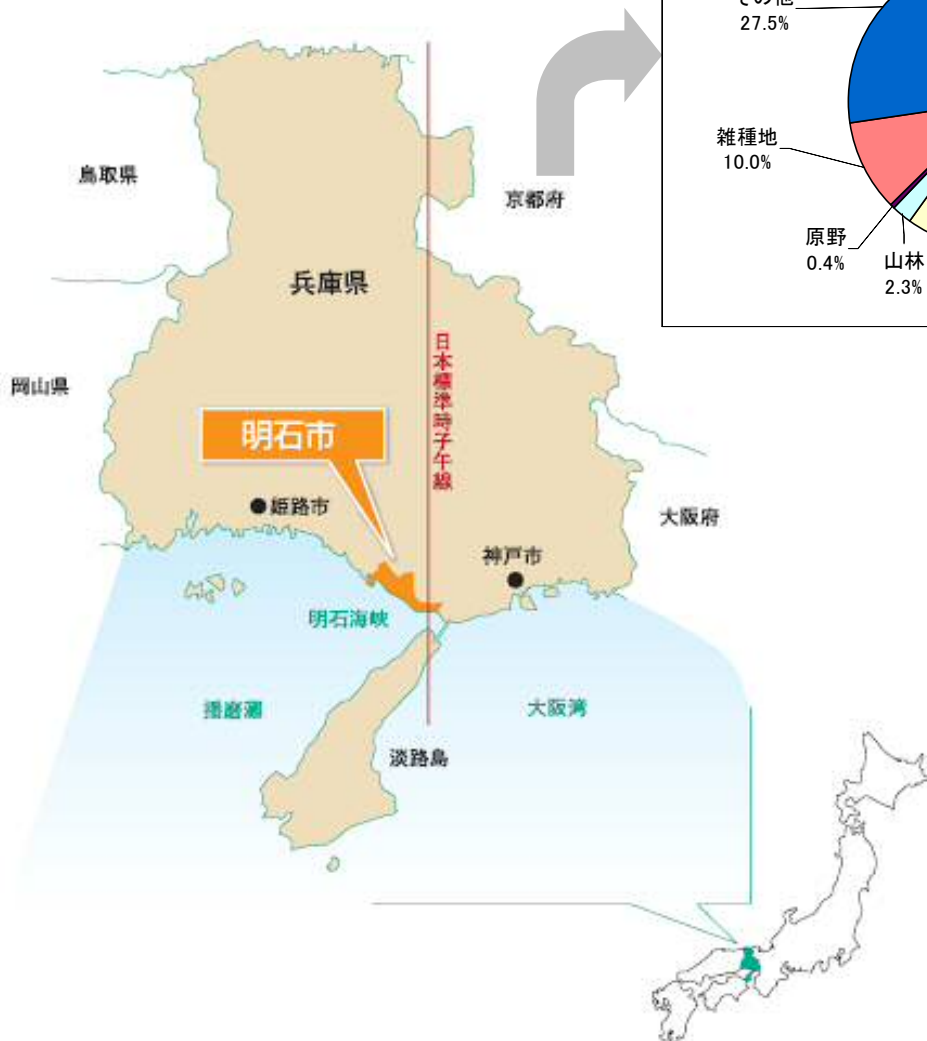 その他
27.5%
雑種地
10.0%
原野
0.4%
山林
2.3%
鳥取県
京都府
兵庫県
岡山県
日本標準時子午線
明石市
姫路市
大阪府
神戸市
明石海峡
播磨灘
大阪湾
淡路島